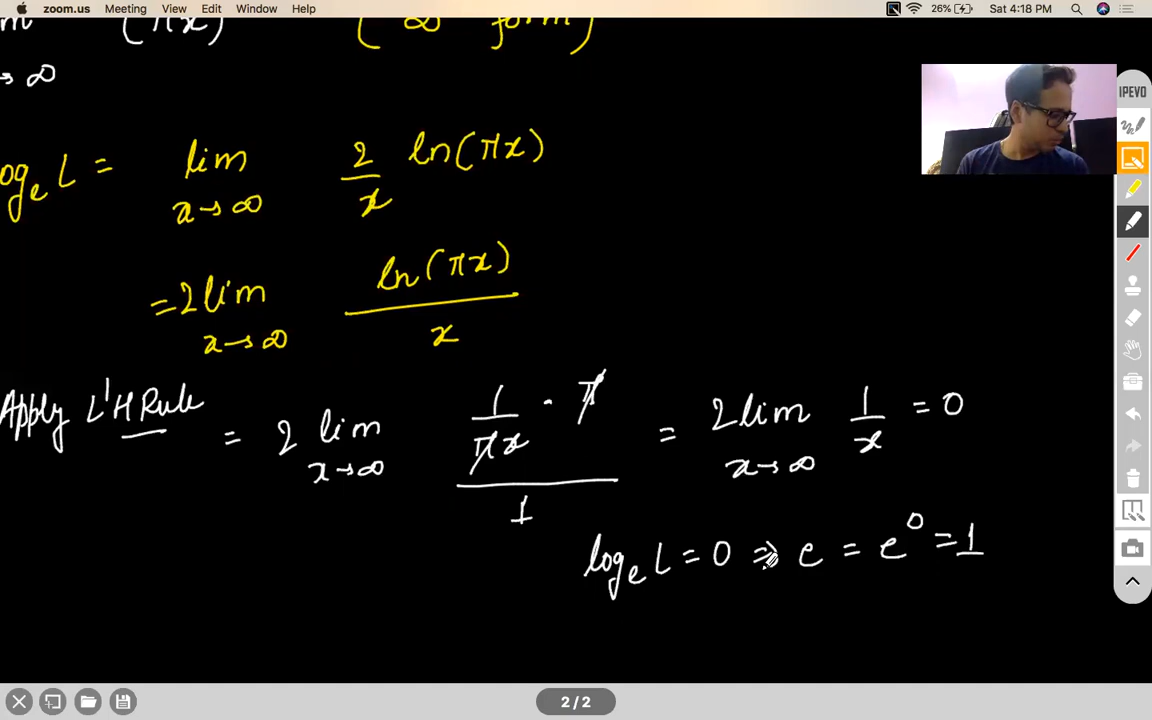 zoom.us Meeting View Edit Window Help 26% Sat 4:18 PM
(πx) (∞ form)
→ ∞
IPEVO
loge L = lim x→∞ 2/x ln(πx)
= 2 lim x→∞ ln(πx)/x
Apply L'H Rule = 2 lim x→∞ (1/πx · π)/1 = 2 lim x→∞ 1/x = 0
loge L = 0 ⇒ e = e^0 = 1
2/2